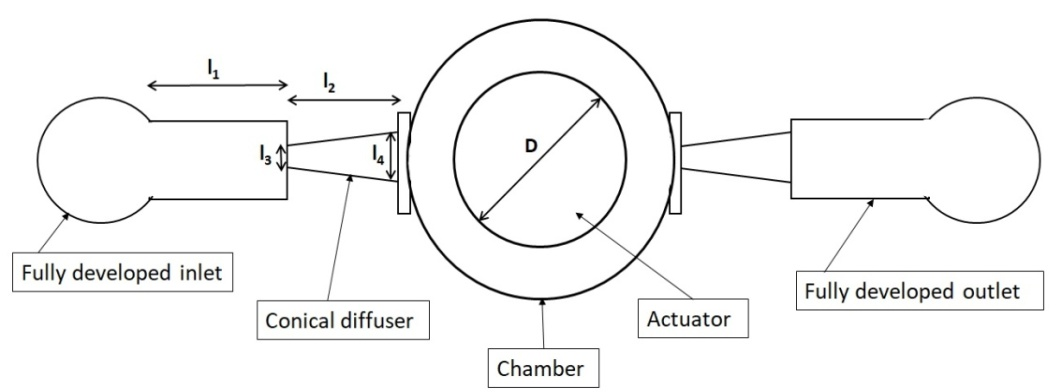 l1
l2
l3
l4
D
Fully developed inlet
Conical diffuser
Chamber
Actuator
Fully developed outlet